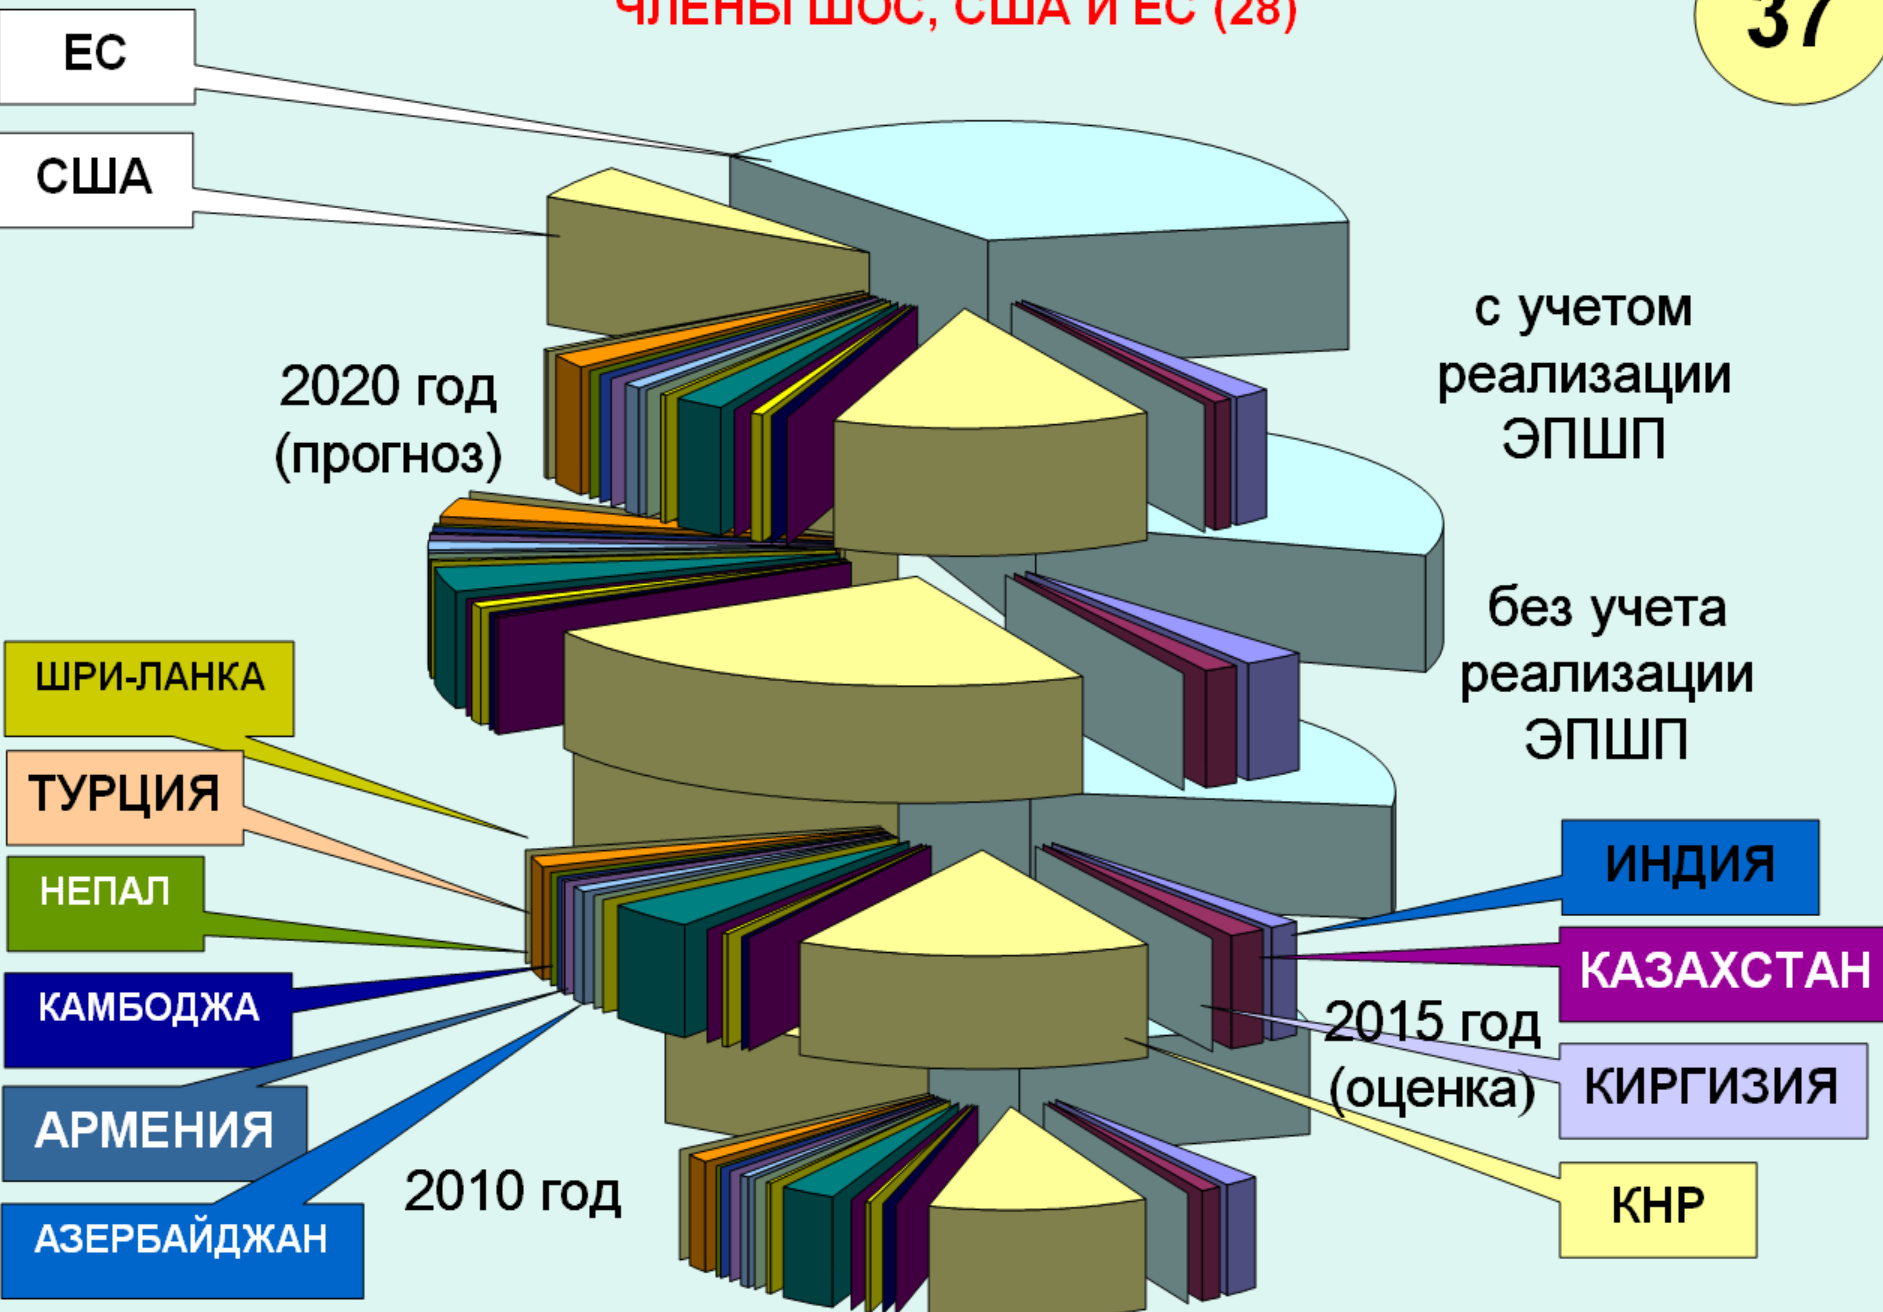 ЧЛЕНЫ ШОС, США И ЕС (28)
37
ЕС
США
с учетом
реализации
ЭПШП
2020 год
(прогноз)
без учета
реализации
ЭПШП
ШРИ-ЛАНКА
ТУРЦИЯ
НЕПАЛ
КАМБОДЖА
АРМЕНИЯ
АЗЕРБАЙДЖАН
2010 год
ИНДИЯ
КАЗАХСТАН
2015 год
(оценка)
КИРГИЗИЯ
КНР